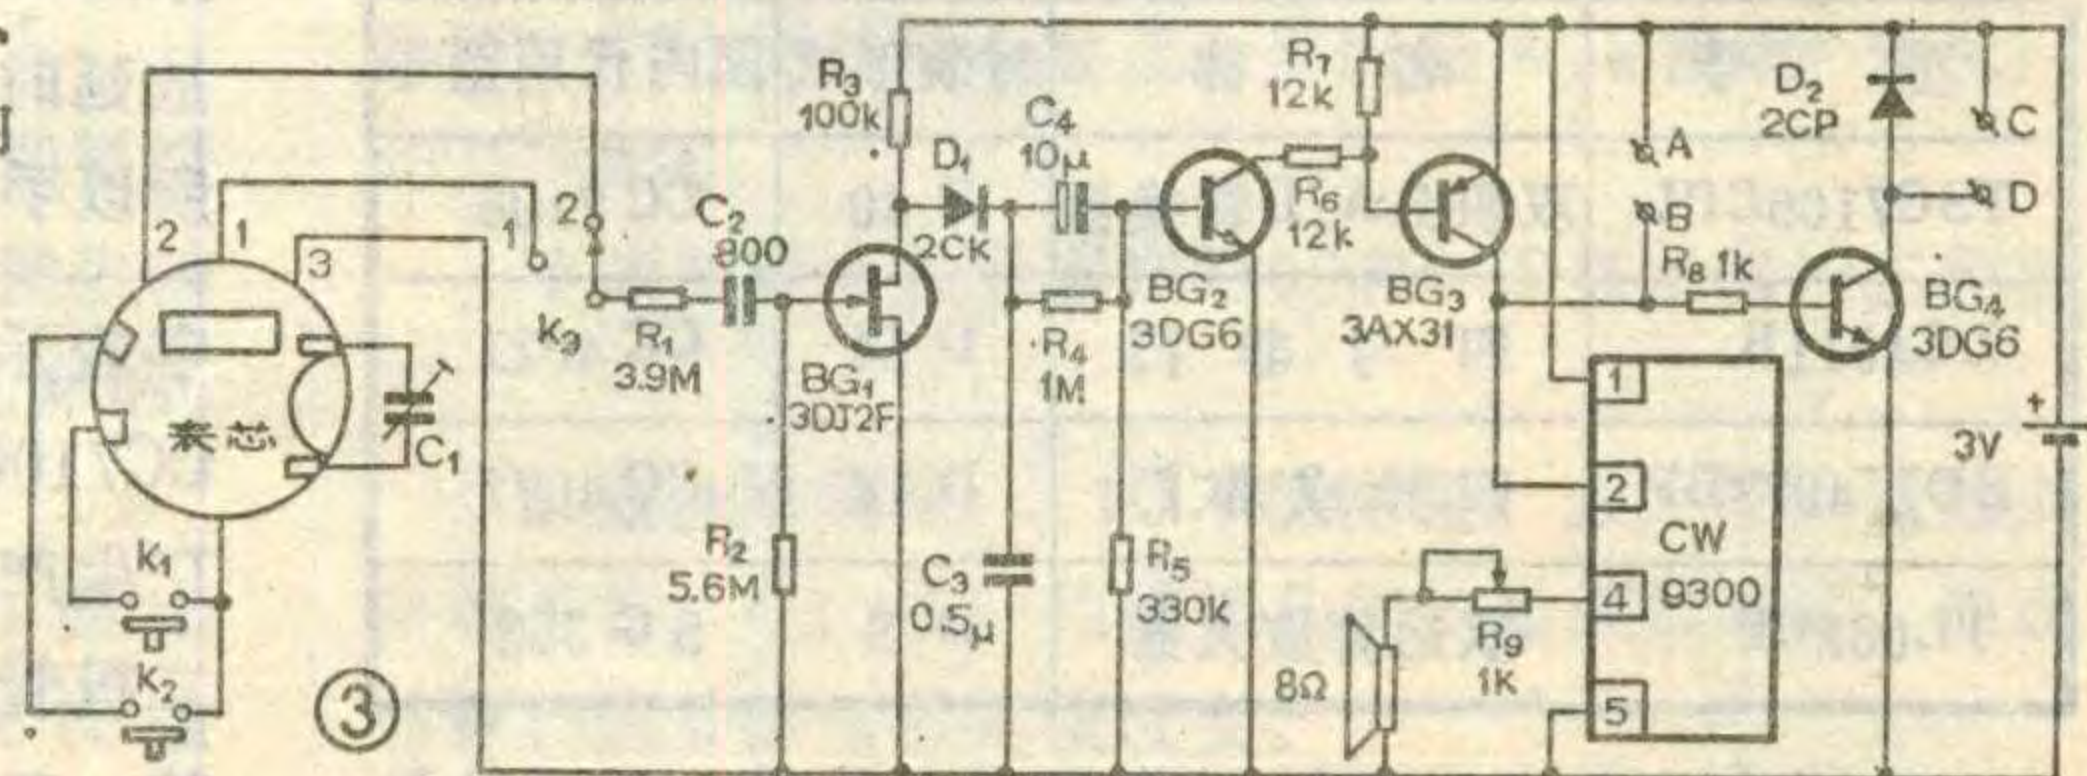 R₃
100k
D₁
2CK
C₄
10μ
R₇
12k
R₆
12k
D₂
2CP
A
B
C
D
2
1
3
1
2
K₃
R₁
3.9M
C₂
800
BG₁
3DJ2F
R₄
1M
BG₂
3DG6
BG₃
3AX31
R₈ 1k
BG₄
3DG6
表芯
C₁
K₁
K₂
R₂
5.6M
C₃
0.5μ
R₅
330K
8Ω
R₉
1K
1
2
4
5
CW
9300
+
3V
③